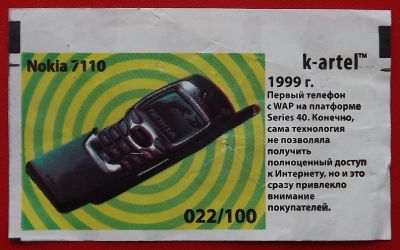 Nokia 7110
k-artel™
1999 г.
Первый телефон
с WAP на платформе
Series 40. Конечно,
сама технология
не позволяла
получить
полноценный доступ
к Интернету, но и это
сразу привлекло
внимание
покупателей.
NOKIA
022/100